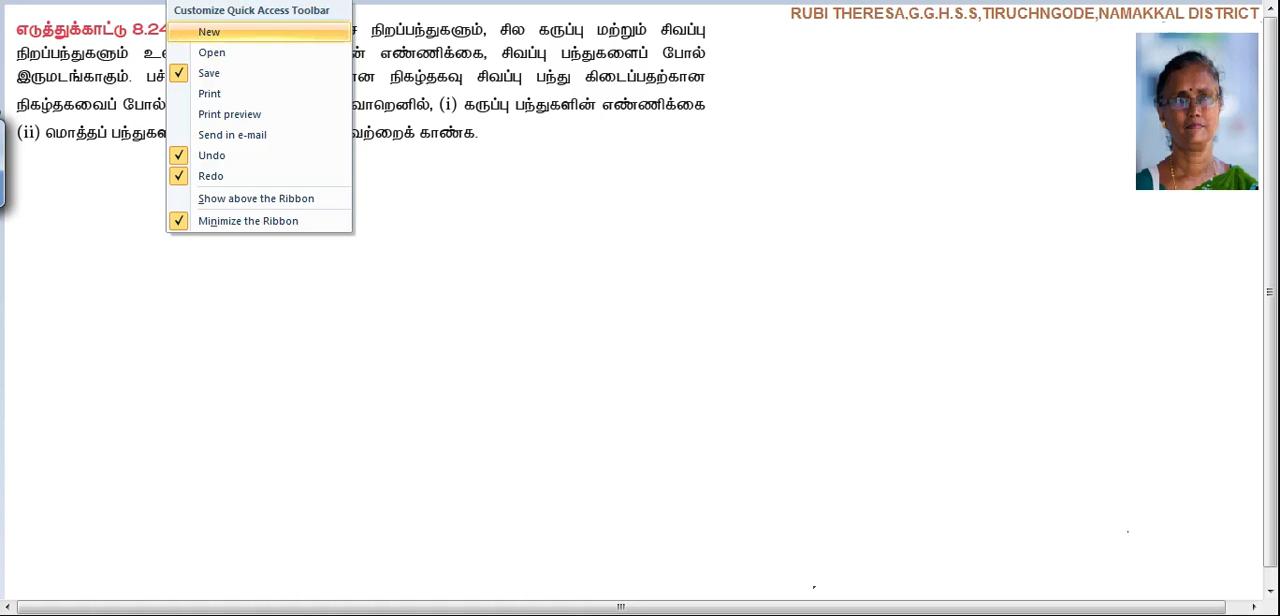 Customize Quick Access Toolbar
RUBI THERESA,G.G.H.S.S,TIRUCHNGODE,NAMAKKAL DISTRICT
எடுத்துக்காட்டு 8.24 நிறப்பந்துகளும், சில கருப்பு மற்றும் சிவப்பு
நிறப்பந்துகளும் எண்ணிக்கை, சிவப்பு பந்துகளைப் போல்
இருமடங்காகும். நிகழ்தகவு சிவப்பு பந்து கிடைப்பதற்கான
நிகழ்தகவைப் போல் (i) கருப்பு பந்துகளின் எண்ணிக்கை
(ii) மொத்தப் காண்க.
New
Open
Save
Print
Print preview
Send in e-mail
Undo
Redo
Show above the Ribbon
Minimize the Ribbon